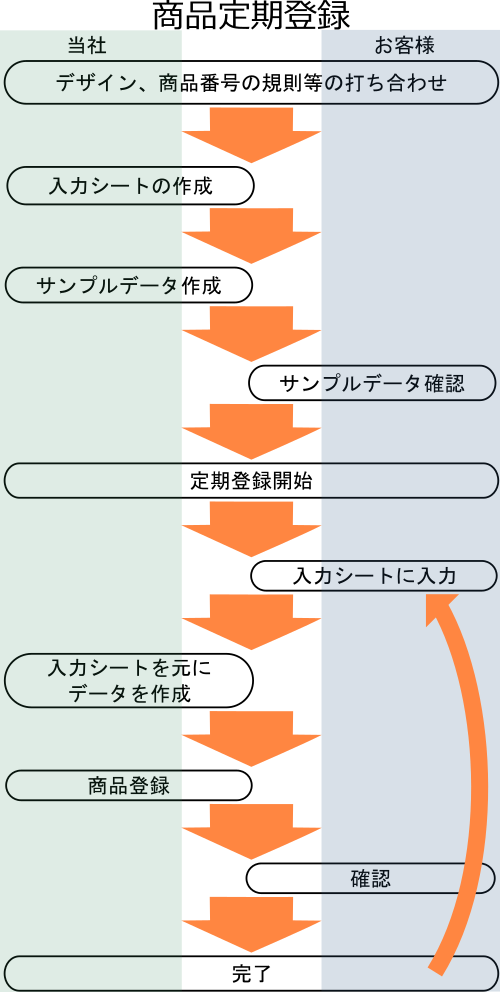 商品定期登録
当社
お客様
デザイン、商品番号の規則等の打ち合わせ
入力シートの作成
サンプルデータ作成
サンプルデータ確認
定期登録開始
入力シートに入力
入力シートを元に
データを作成
商品登録
確認
完了